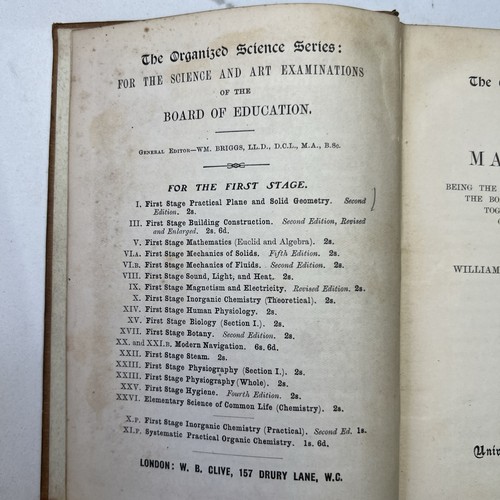 The Organized Science Series:
FOR THE SCIENCE AND ART EXAMINATIONS
OF THE
BOARD OF EDUCATION.
GENERAL EDITOR—WM. BRIGGS, LL.D., D.C.L., M.A., B.Sc.
FOR THE FIRST STAGE.
I. First Stage Practical Plane and Solid Geometry. Second
Edition. 2s.
III. First Stage Building Construction. Second Edition, Revised
and Enlarged. 2s. 6d.
V. First Stage Mathematics (Euclid and Algebra). 2s.
VI.A. First Stage Mechanics of Solids. Fifth Edition. 2s.
VI.B. First Stage Mechanics of Fluids. Second Edition. 2s.
VIII. First Stage Sound, Light, and Heat. 2s.
IX. First Stage Magnetism and Electricity. Revised Edition. 2s.
X. First Stage Inorganic Chemistry (Theoretical). 2s.
XIV. First Stage Human Physiology. 2s.
XV. First Stage Biology (Section I.). 2s.
XVII. First Stage Botany. Second Edition. 2s.
XX. and XXI.B. Modern Navigation. 6s. 6d.
XXII. First Stage Steam. 2s.
XXIII. First Stage Physiography (Section I.). 2s.
XXIII. First Stage Physiography (Whole). 2s.
XXV. First Stage Hygiene. Fourth Edition. 2s.
XXVI. Elementary Science of Common Life (Chemistry). 2s.
X.P. First Stage Inorganic Chemistry (Practical). Second Ed. 1s.
XI.P. Systematic Practical Organic Chemistry. 1s. 6d.
LONDON: W. B. CLIVE, 157 DRURY LANE, W.C.
The
MA
BEING THE
THE BO
TOG
WILLIAM
Univ